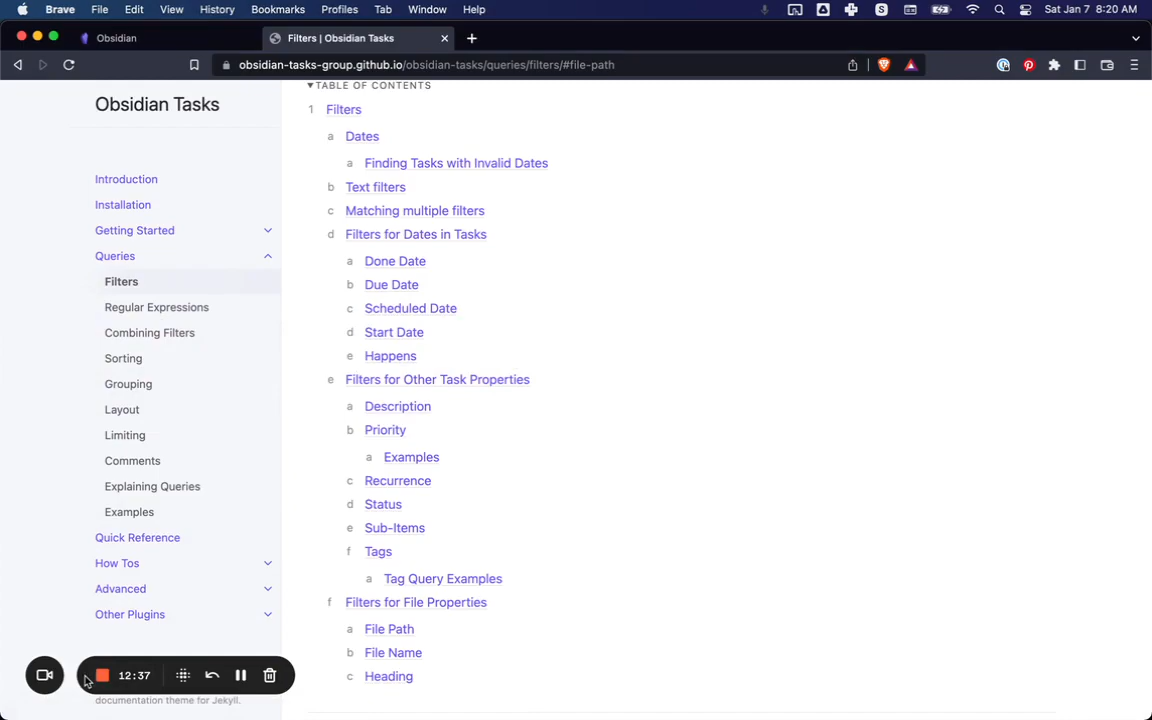 Brave File Edit View History Bookmarks Profiles Tab Window Help Sat Jan 7 8:20 AM
Obsidian Filters | Obsidian Tasks
obsidian-tasks-group.github.io/obsidian-tasks/queries/filters/#file-path
Obsidian Tasks
Introduction
Installation
Getting Started
Queries
Filters
Regular Expressions
Combining Filters
Sorting
Grouping
Layout
Limiting
Comments
Explaining Queries
Examples
Quick Reference
How Tos
Advanced
Other Plugins
12:37
documentation theme for Jekyll.
TABLE OF CONTENTS
1 Filters
a Dates
a Finding Tasks with Invalid Dates
b Text filters
c Matching multiple filters
d Filters for Dates in Tasks
a Done Date
b Due Date
c Scheduled Date
d Start Date
e Happens
e Filters for Other Task Properties
a Description
b Priority
a Examples
c Recurrence
d Status
e Sub-Items
f Tags
a Tag Query Examples
f Filters for File Properties
a File Path
b File Name
c Heading